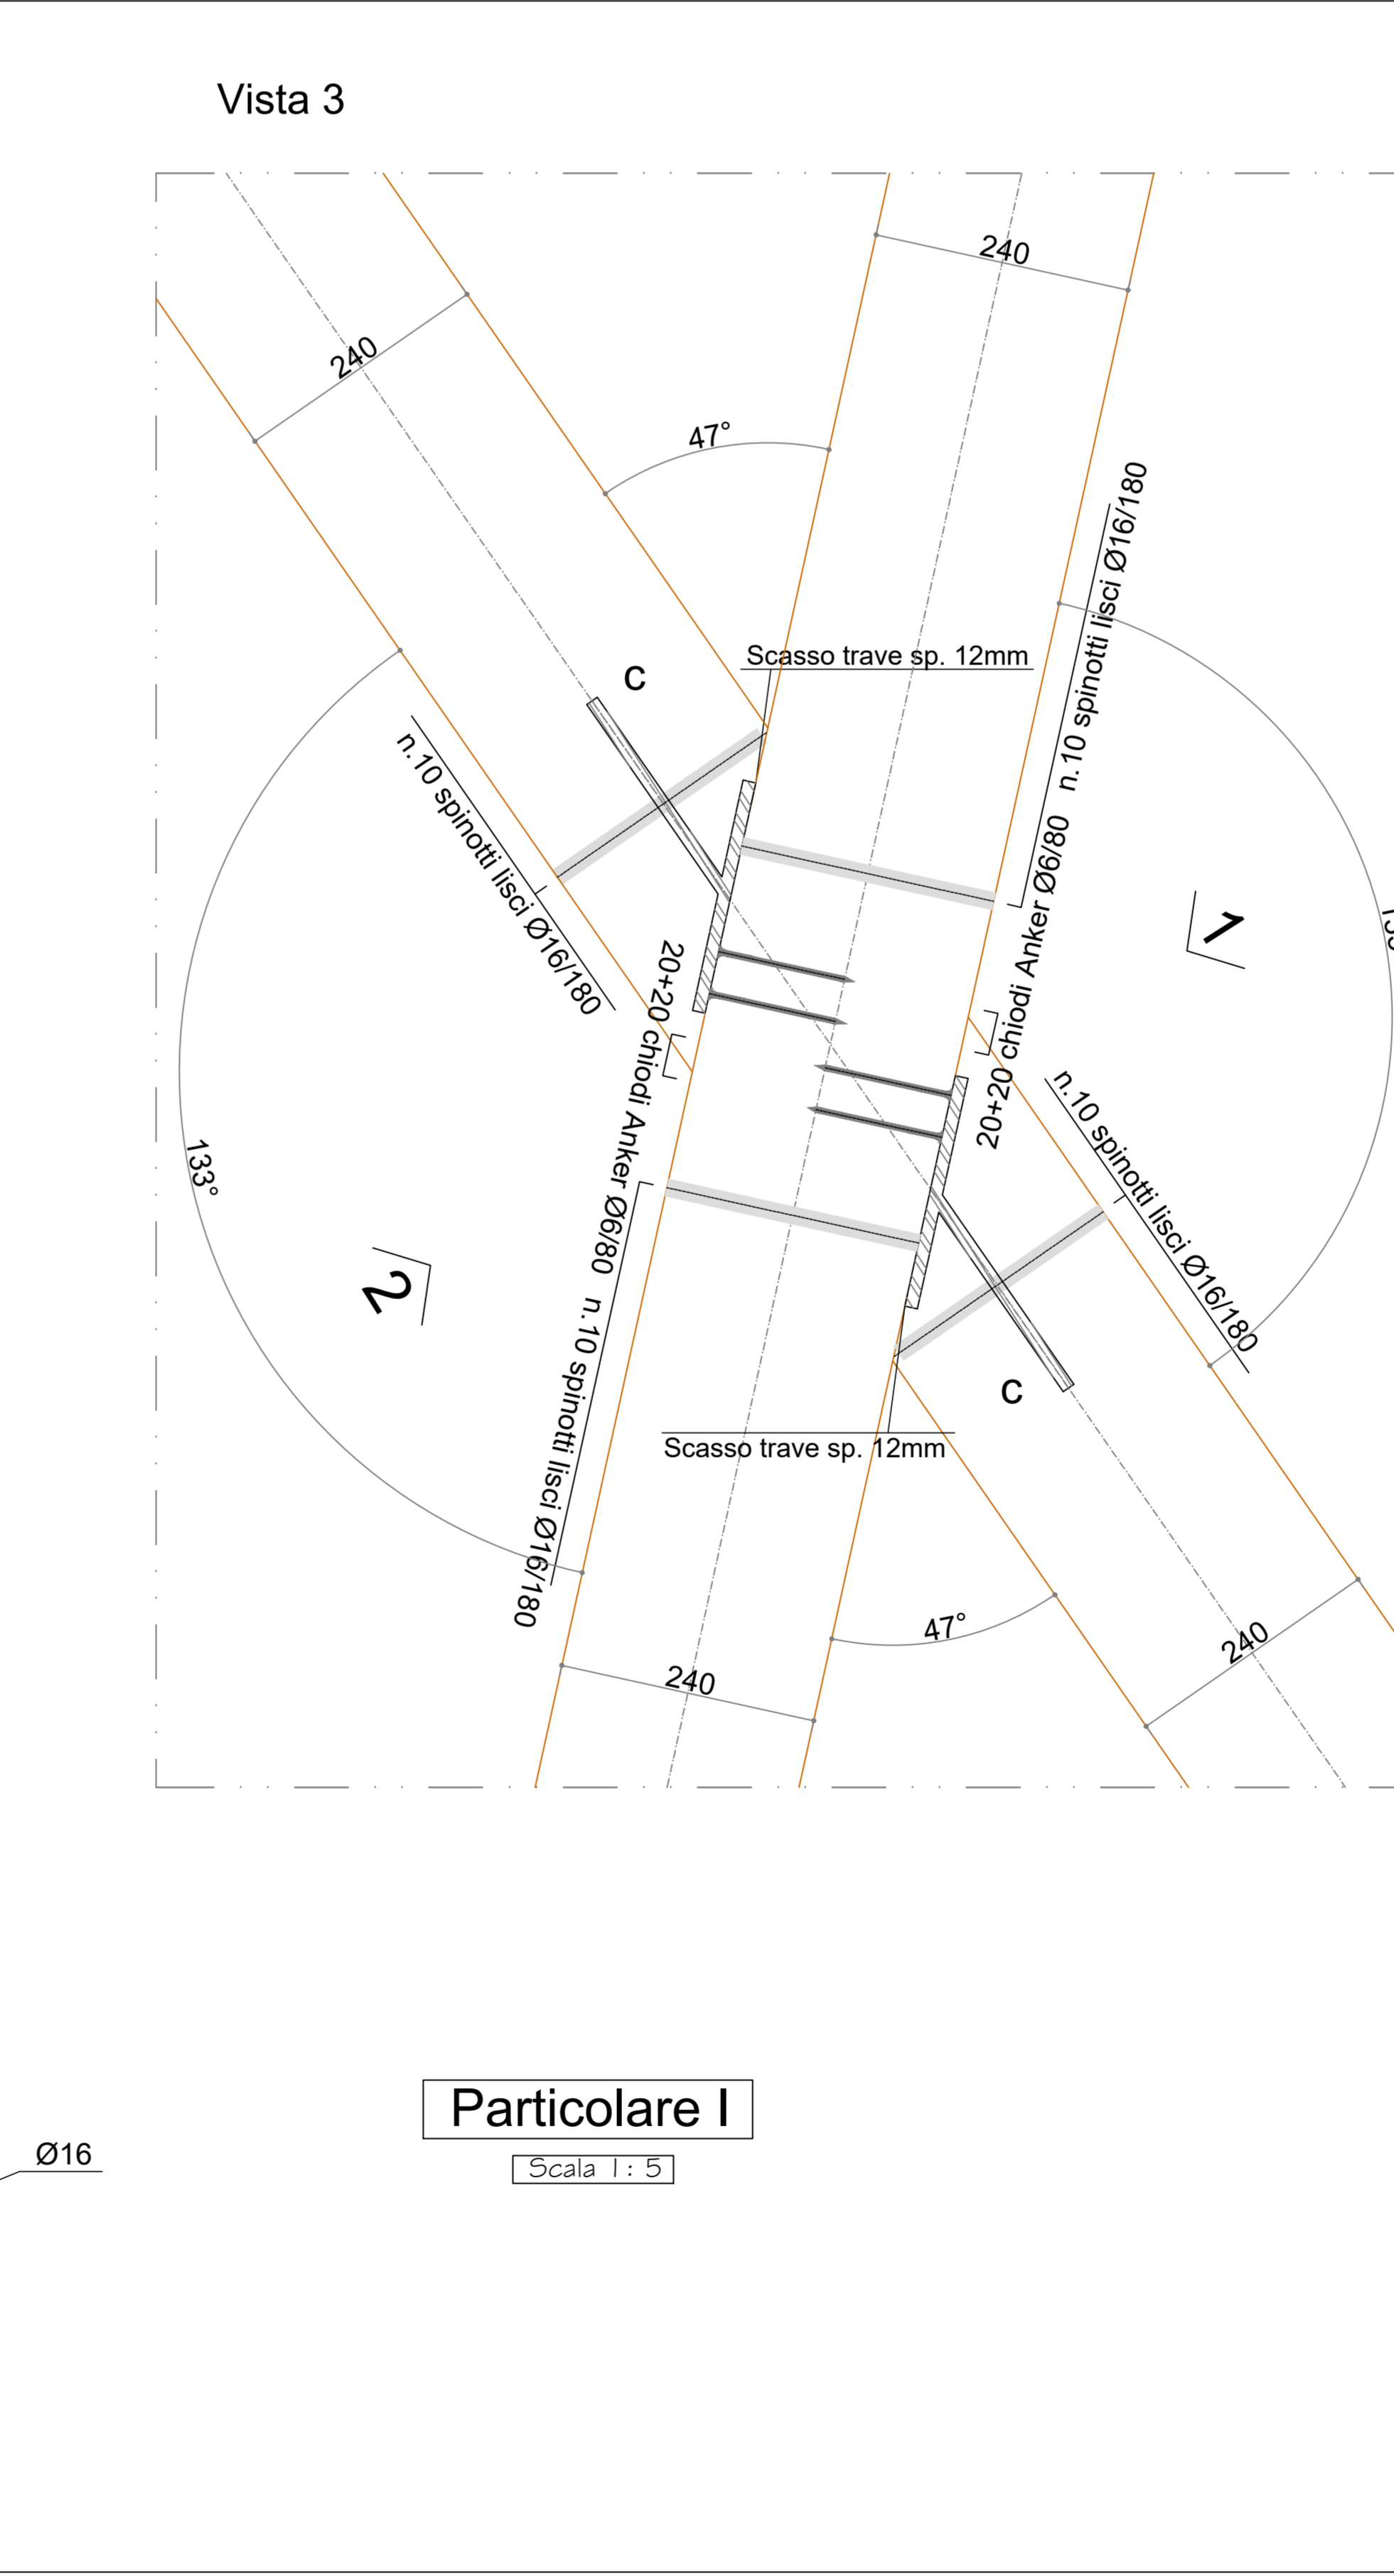 Vista 3
240
240
47°
Scasso trave sp. 12mm
c
n.10 spinotti lisci Ø16/180
n.10 spinotti lisci Ø16/180
20+20 chiodi Anker Ø6/80
1
20+20 chiodi Anker Ø6/80
n.10 spinotti lisci Ø16/180
133°
2
n.10 spinotti lisci Ø16/180
c
Scasso trave sp. 12mm
47°
240
240
Particolare I
Scala 1: 5
Ø16